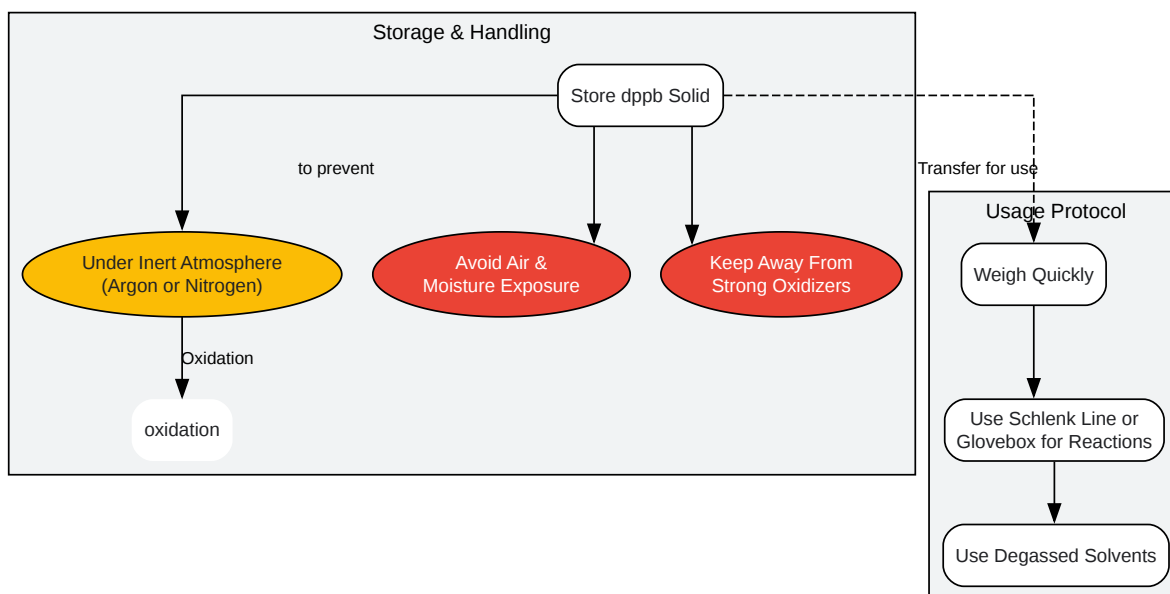 Storage & Handling
Store dppb Solid
to prevent
Transfer for use
Usage Protocol
Under Inert Atmosphere
(Argon or Nitrogen)
Avoid Air &
Moisture Exposure
Keep Away From
Strong Oxidizers
Weigh Quickly
Oxidation
oxidation
Use Schlenk Line or
Glovebox for Reactions
Use Degassed Solvents